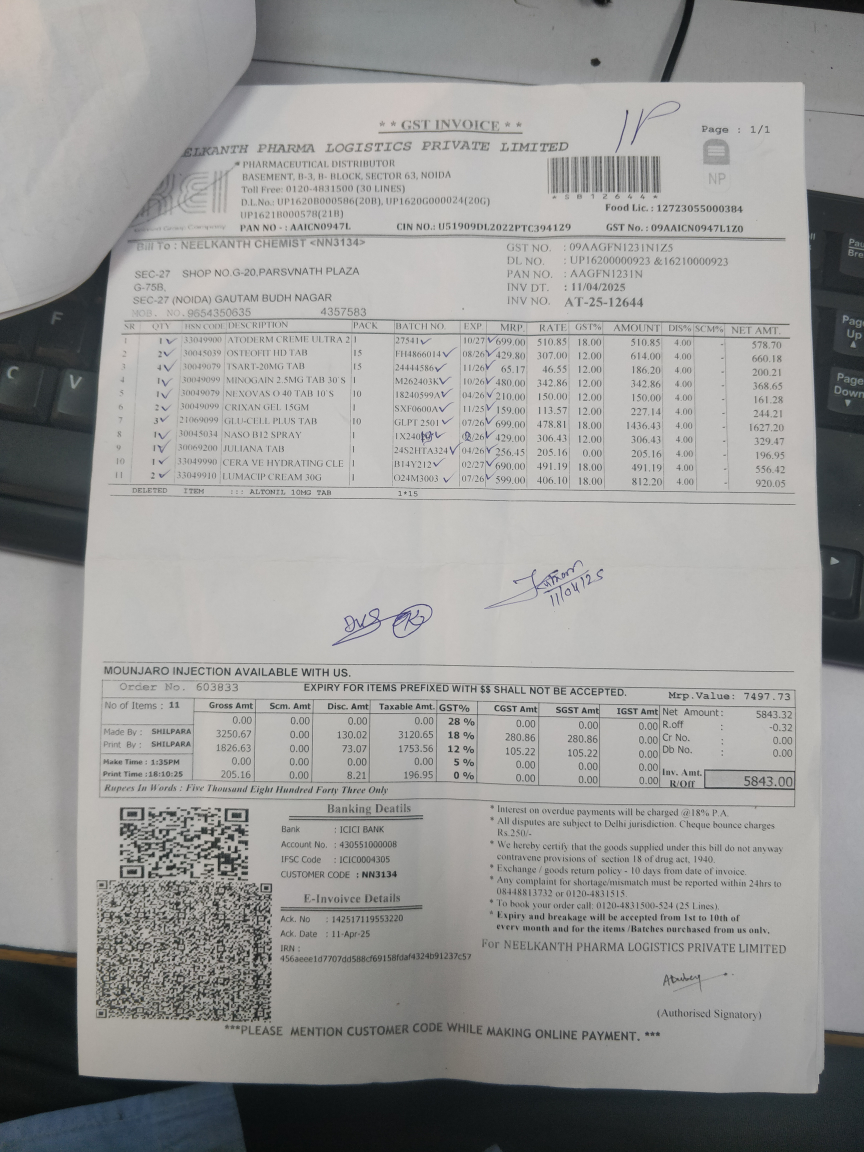 * * GST INVOICE * *
Page : 1/1
ELKANTH PHARMA LOGISTICS PRIVATE LIMITED
* PHARMACEUTICAL DISTRIBUTOR
BASEMENT, B-3, B- BLOCK, SECTOR 63, NOIDA
Toll Free: 0120-4831500 (30 LINES)
D.L.No.: UP1620B000586(20B), UP1620G000024(20G)
UP1621B000578(21B)
PAN NO - : AAICN0947L
CIN NO.: U51909DL2022PTC394129
* S B 1 2 6 4 4 *
NP
Food Lic. : 12723055000384
GST No. : 09AAICN0947L1Z0
Bill To : NEELKANTH CHEMIST <NN3134>
SEC-27 SHOP NO.G-20,PARSVNATH PLAZA
G-75B,
SEC-27 (NOIDA) GAUTAM BUDH NAGAR
MOB. NO.9654350635 4357583
GST NO. : 09AAGFN1231N1Z5
DL NO. : UP16200000923 &16210000923
PAN NO. : AAGFN1231N
INV DT. : 11/04/2025
INV NO. AT-25-12644
SR QTY HSN CODE DESCRIPTION PACK BATCH NO. EXP. MRP RATE GST% AMOUNT DIS% SCM% NET AMT.
1 1 33049900 ATODERM CREME ULTRA 2 1 27541 10/27 699.00 510.85 18.00 510.85 4.00 - 578.70
2 2 30045039 OSTEOFIT HD TAB 15 FH4866014 08/26 429.80 307.00 12.00 614.00 4.00 - 660.18
3 4 30049079 TSART-20MG TAB 15 24444586 11/26 65.17 46.55 12.00 186.20 4.00 - 200.21
4 1 30049099 MINOGAIN 2.5MG TAB 30'S 1 M262403K 10/26 480.00 342.86 12.00 342.86 4.00 - 368.65
5 1 30049079 NEXOVAS O 40 TAB 10'S 10 18240599A 04/26 210.00 150.00 12.00 150.00 4.00 - 161.28
6 2 30049099 CRIXAN GEL 15GM 1 SXF0600A 11/25 159.00 113.57 12.00 227.14 4.00 - 244.21
7 3 21069099 GLU-CELL PLUS TAB 10 GLPT 2501 07/26 699.00 478.81 18.00 1436.43 4.00 - 1627.20
8 1 30045034 NASO B12 SPRAY 1 /26 429.00 306.43 12.00 306.43 4.00 - 329.47
9 1 30069200 JULIANA TAB 1 24S2HTA324 04/26 256.45 205.16 0.00 205.16 4.00 - 196.95
10 1 33049990 CERA VE HYDRATING CLE 1 B14Y212 02/27 690.00 491.19 18.00 491.19 4.00 - 556.42
11 2 33049910 LUMACIP CREAM 30G 1 O24M3003 07/26 599.00 406.10 18.00 812.20 4.00 - 920.05
DELETED ITEM ::: ALTONIL 10MG TAB 1*15
11/04/25
MOUNJARO INJECTION AVAILABLE WITH US.
Order No. 603833 EXPIRY FOR ITEMS PREFIXED WITH $$ SHALL NOT BE ACCEPTED. Mrp.Value: 7497.73
No of Items : 11
Made By : SHILPARA
Print By : SHILPARA
Make Time : 1:35PM
Print Time :18:10:25
Gross Amt Scm. Amt Disc. Amt Taxable Amt GST% CGST Amt SGST Amt IGST Amt
0.00 0.00 0.00 0.00 28 % 0.00 0.00 0.00
3250.67 0.00 130.02 3120.65 18 % 280.86 280.86 0.00
1826.63 0.00 73.07 1753.56 12 % 105.22 105.22 0.00
0.00 0.00 0.00 0.00 5 % 0.00 0.00 0.00
205.16 0.00 8.21 196.95 0 % 0.00 0.00 0.00
Net Amount: 5843.32
R.off : -0.32
Cr No. : 0.00
Db No. : 0.00
Inv. Amt. R/Off 5843.00
Rupees In Words : Five Thousand Eight Hundred Forty Three Only
Banking Deatils
Bank : ICICI BANK
Account No. : 430551000008
IFSC Code : ICIC0004305
CUSTOMER CODE : NN3134
E-Invoivce Details
Ack. No : 142517119553220
Ack. Date : 11-Apr-25
IRN :
456aeee1d7707dd588cf69158fdaf4324b91237c57
* Interest on overdue payments will be charged @18% P.A.
* All disputes are subject to Delhi jurisdiction. Cheque bounce charges
Rs.250/-
* We hereby certify that the goods supplied under this bill do not anyway
contravene provisions of section 18 of drug act, 1940.
* Exchange / goods return policy - 10 days from date of invoice.
* Any complaint for shortage/mismatch must be reported within 24hrs to
08448813732 or 0120-4831515.
* To book your order call: 0120-4831500-524 (25 Lines).
* Expiry and breakage will be accepted from 1st to 10th of
every month and for the items /Batches purchased from us only.
For NEELKANTH PHARMA LOGISTICS PRIVATE LIMITED
(Authorised Signatory)
***PLEASE MENTION CUSTOMER CODE WHILE MAKING ONLINE PAYMENT. ***
F
C
V
Pau
Brea
Page
Up
Page
Down